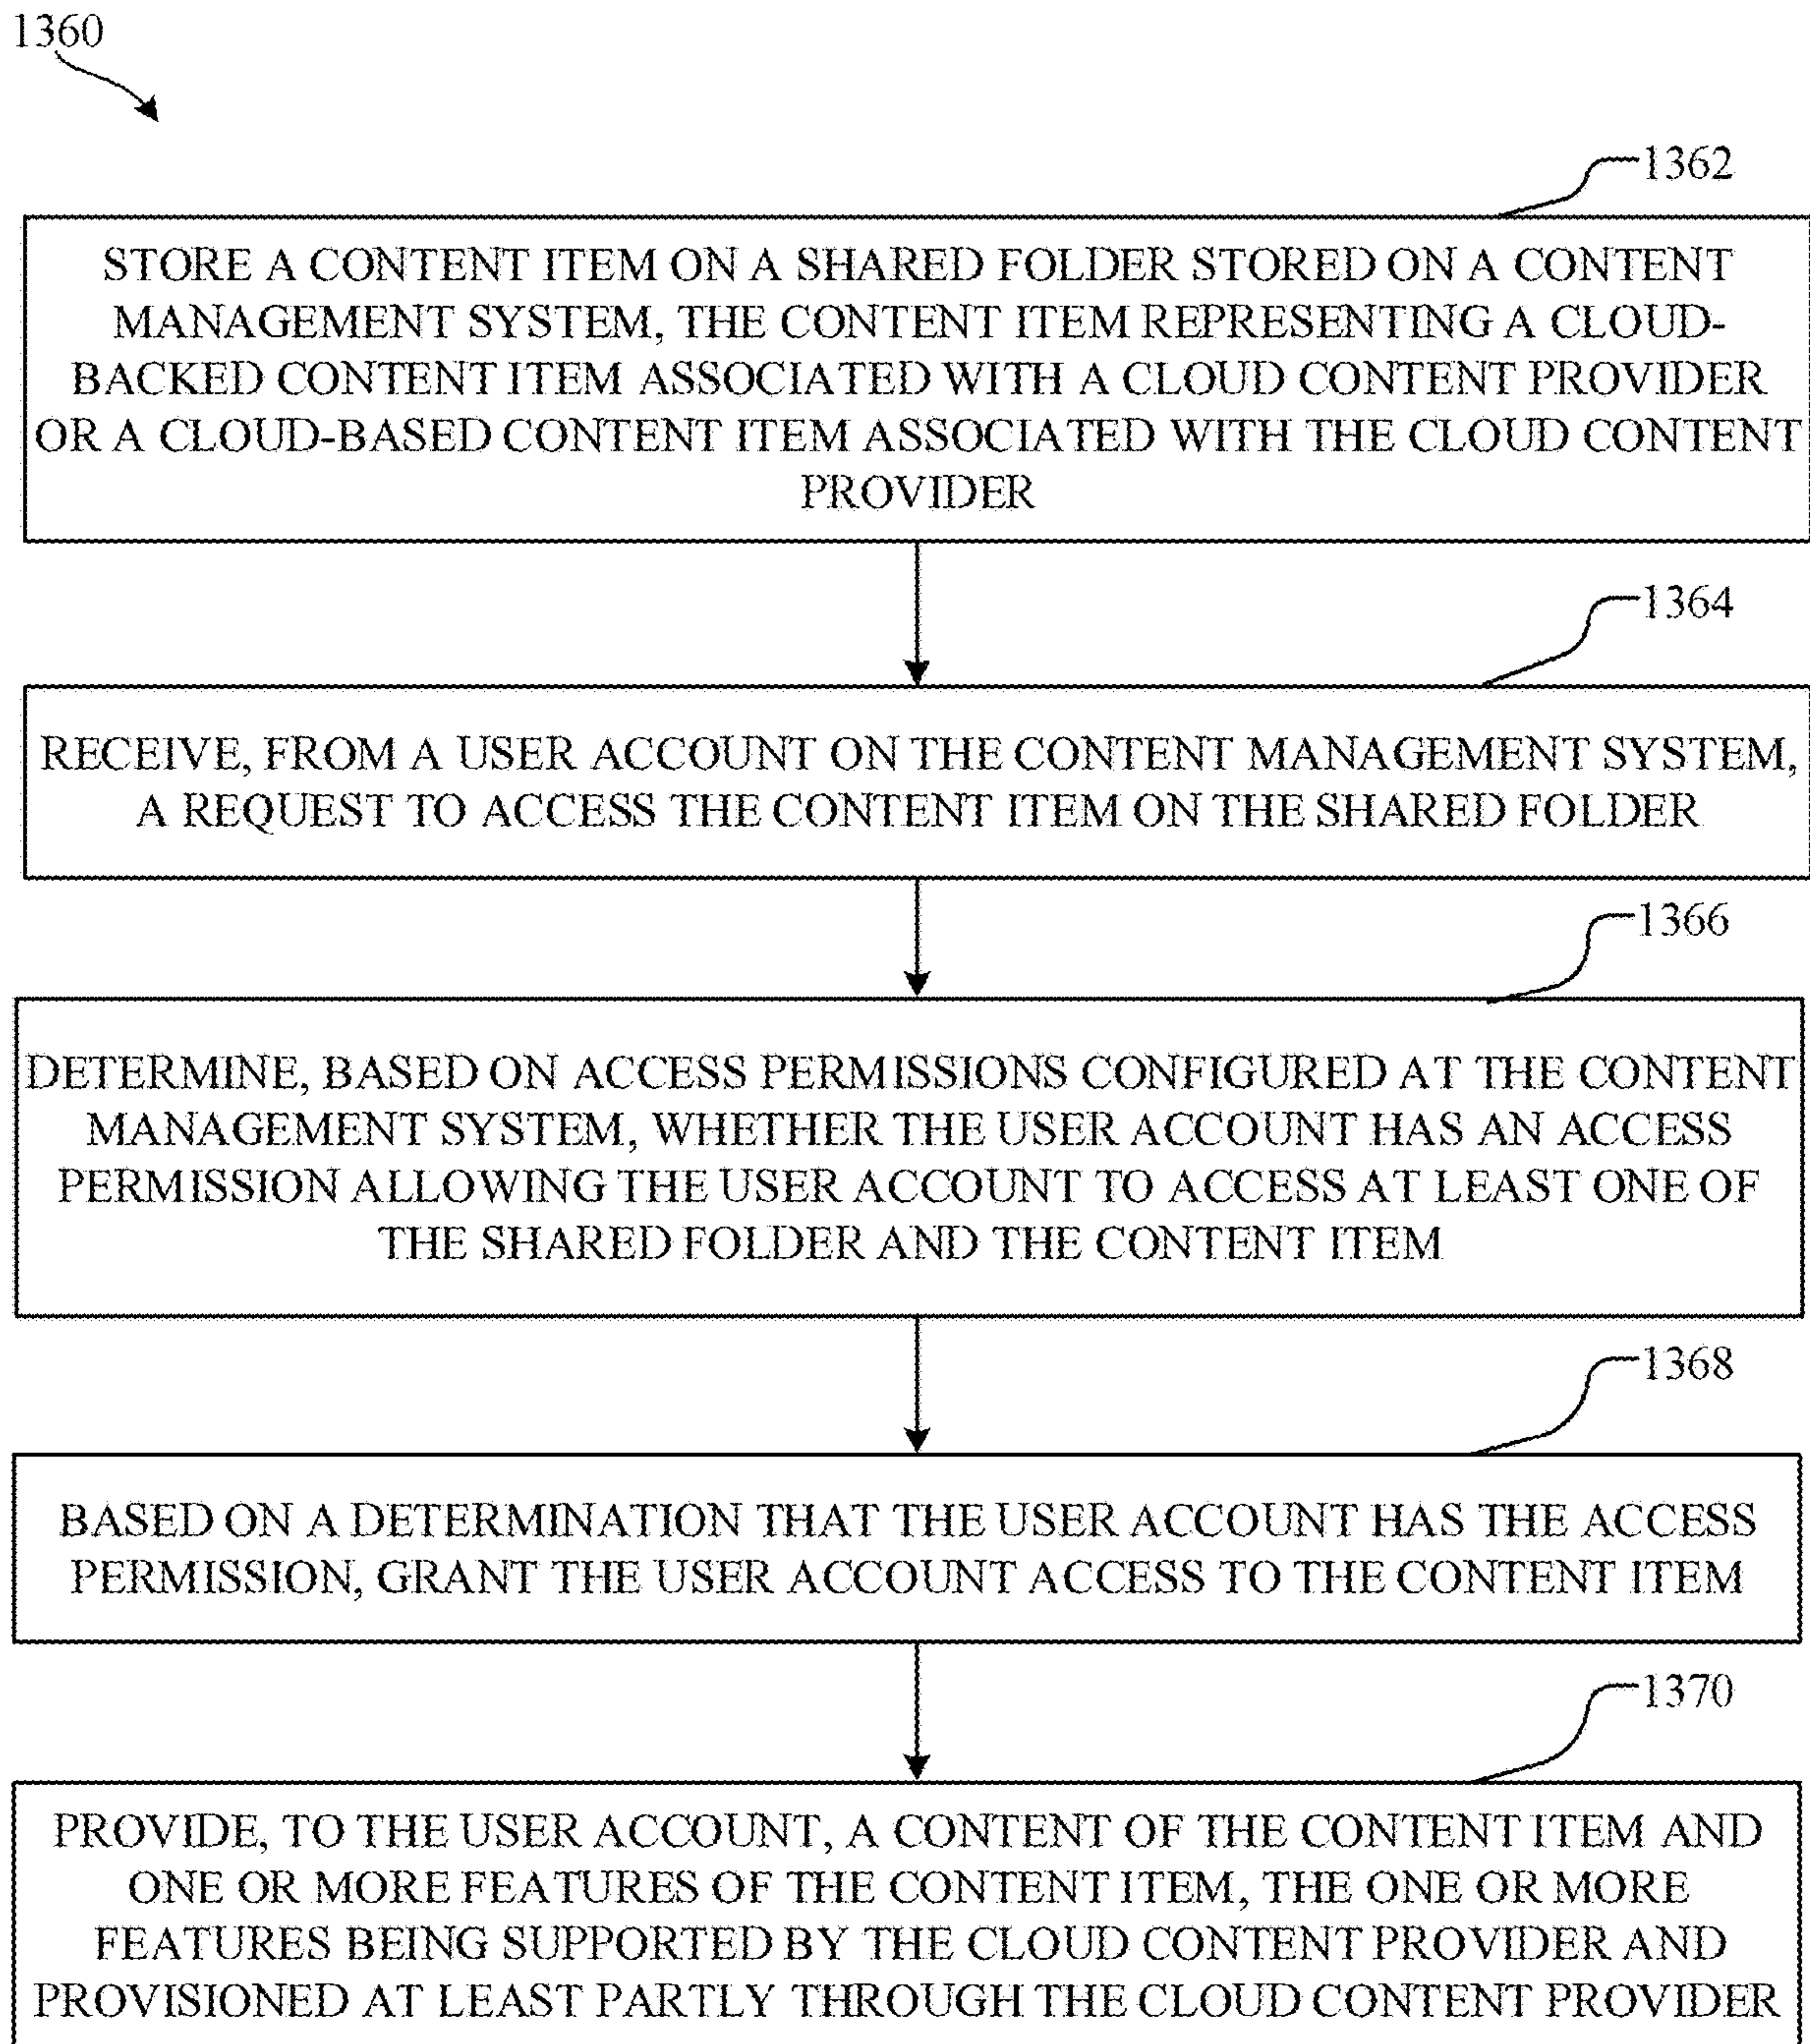 1360
1362
STORE A CONTENT ITEM ON A SHARED FOLDER STORED ON A CONTENT
MANAGEMENT SYSTEM, THE CONTENT ITEM REPRESENTING A CLOUD-
BACKED CONTENT ITEM ASSOCIATED WITH A CLOUD CONTENT PROVIDER
OR A CLOUD-BASED CONTENT ITEM ASSOCIATED WITH THE CLOUD CONTENT
PROVIDER
1364
RECEIVE, FROM A USER ACCOUNT ON THE CONTENT MANAGEMENT SYSTEM,
A REQUEST TO ACCESS THE CONTENT ITEM ON THE SHARED FOLDER
1366
DETERMINE, BASED ON ACCESS PERMISSIONS CONFIGURED AT THE CONTENT
MANAGEMENT SYSTEM, WHETHER THE USER ACCOUNT HAS AN ACCESS
PERMISSION ALLOWING THE USER ACCOUNT TO ACCESS AT LEAST ONE OF
THE SHARED FOLDER AND THE CONTENT ITEM
1368
BASED ON A DETERMINATION THAT THE USER ACCOUNT HAS THE ACCESS
PERMISSION, GRANT THE USER ACCOUNT ACCESS TO THE CONTENT ITEM
1370
PROVIDE, TO THE USER ACCOUNT, A CONTENT OF THE CONTENT ITEM AND
ONE OR MORE FEATURES OF THE CONTENT ITEM, THE ONE OR MORE
FEATURES BEING SUPPORTED BY THE CLOUD CONTENT PROVIDER AND
PROVISIONED AT LEAST PARTLY THROUGH THE CLOUD CONTENT PROVIDER